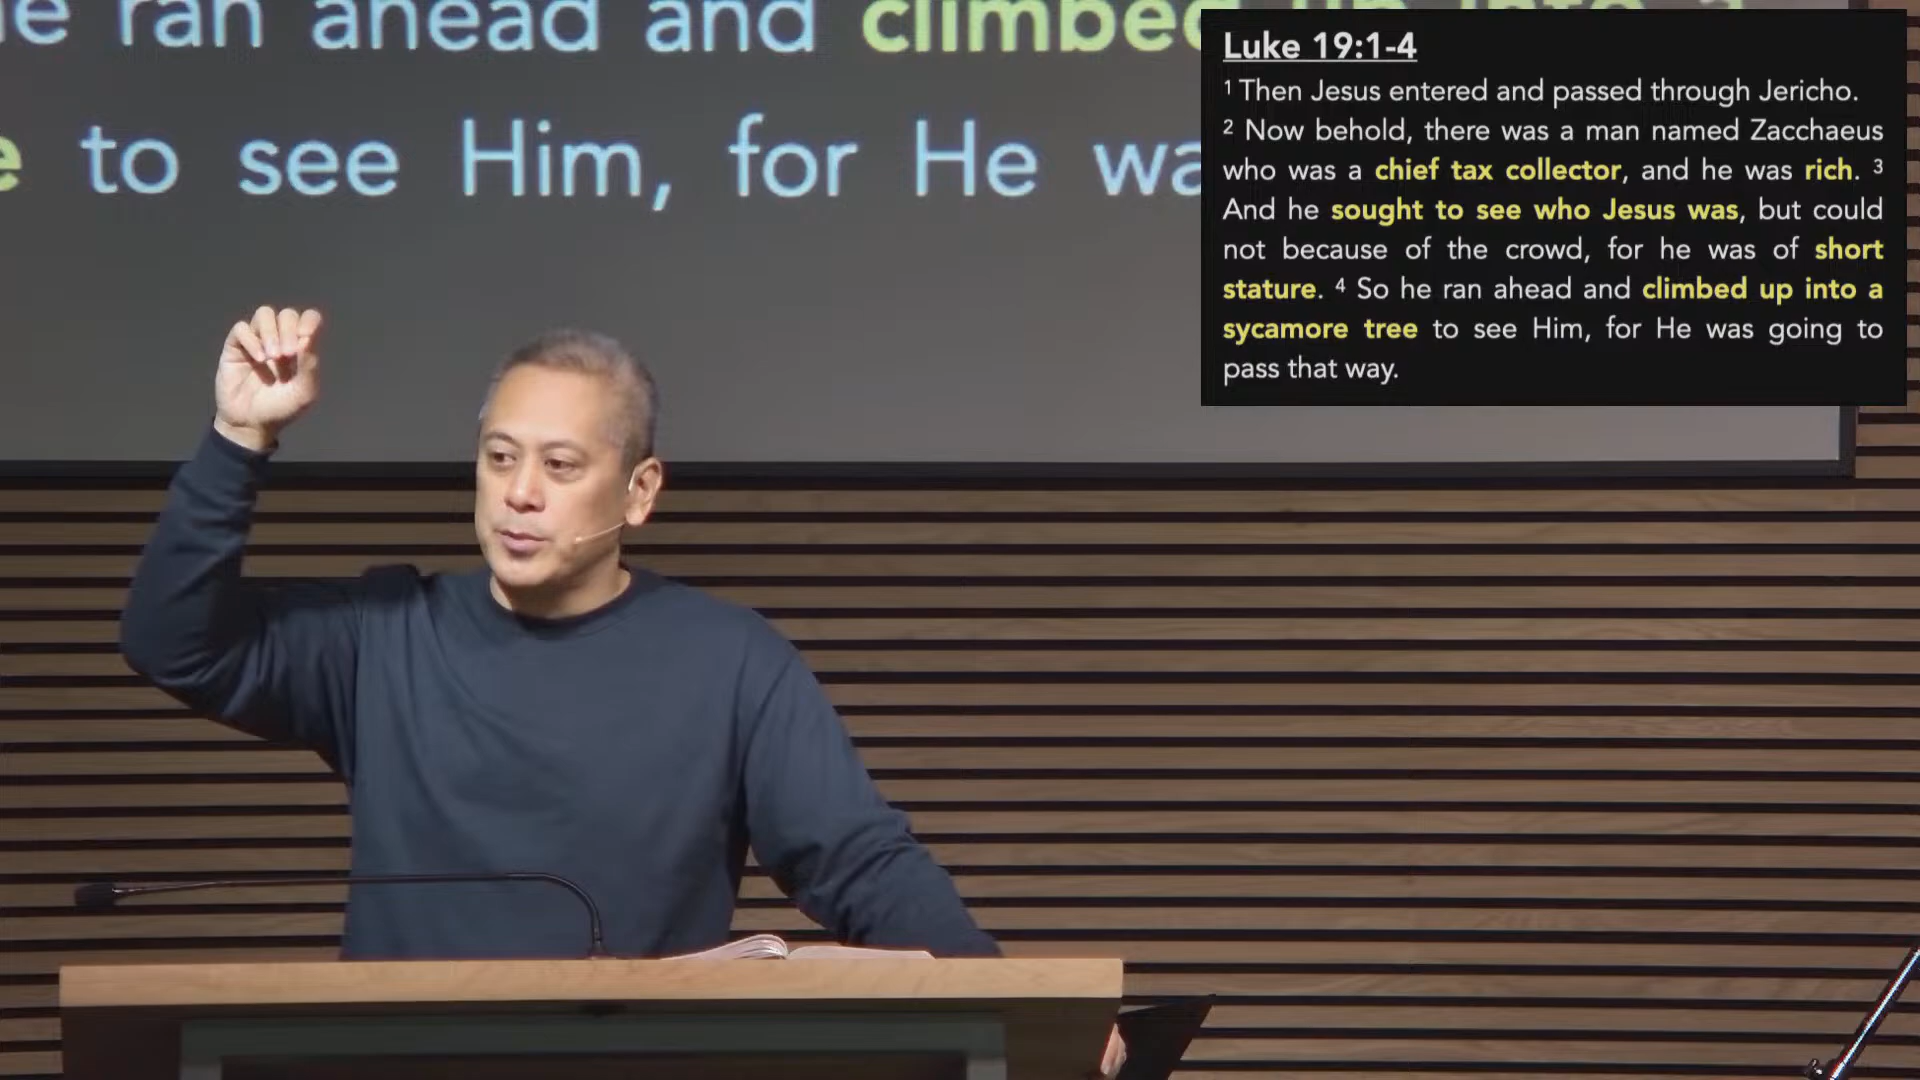 e ran ahead and climbed up into a
e to see Him, for He wa
Luke 19:1-4
¹ Then Jesus entered and passed through Jericho.
² Now behold, there was a man named Zacchaeus
who was a chief tax collector, and he was rich. ³
And he sought to see who Jesus was, but could
not because of the crowd, for he was of short
stature. ⁴ So he ran ahead and climbed up into a
sycamore tree to see Him, for He was going to
pass that way.